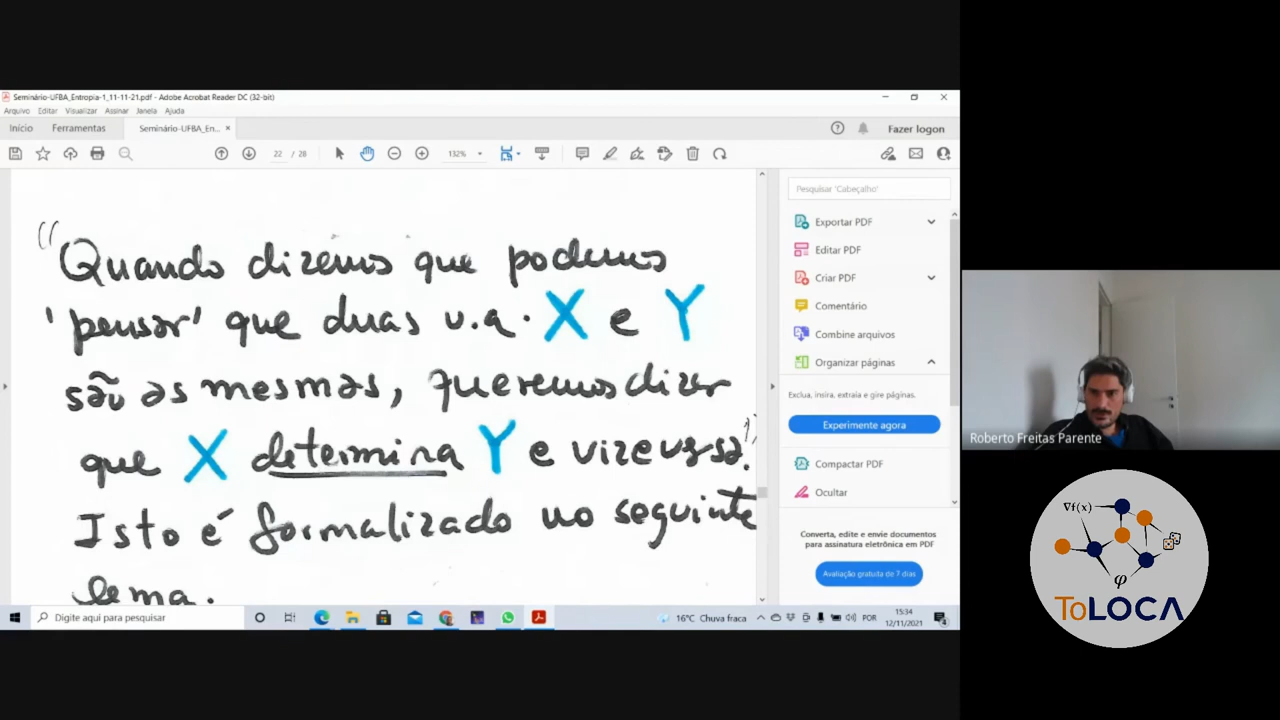 Seminário-UFBA_Entropia-1_11-11-21.pdf - Adobe Acrobat Reader DC (32-bit)
Arquivo Editar Visualizar Assinar Janela Ajuda
Início Ferramentas Seminário-UFBA_En... × Fazer logon
22 / 28 132%
"Quando dizemos que podemos
'pensar' que duas v.a. X e Y
são as mesmas, queremos dizer
que X determina Y e vizeversa."
Isto é formalizado no seguinte
lema.
Pesquisar 'Cabeçalho'
Exportar PDF
Editar PDF
Criar PDF
Comentário
Combine arquivos
Organizar páginas
Exclua, insira, extraia e gire páginas.
Experimente agora
Compactar PDF
Ocultar
Converta, edite e envie documentos
para assinatura eletrônica em PDF
Avaliação gratuita de 7 dias
Digite aqui para pesquisar
16°C Chuva fraca POR
15:34
12/11/2021
4
Roberto Freitas Parente
∇f(x)
φ
ToLOCA